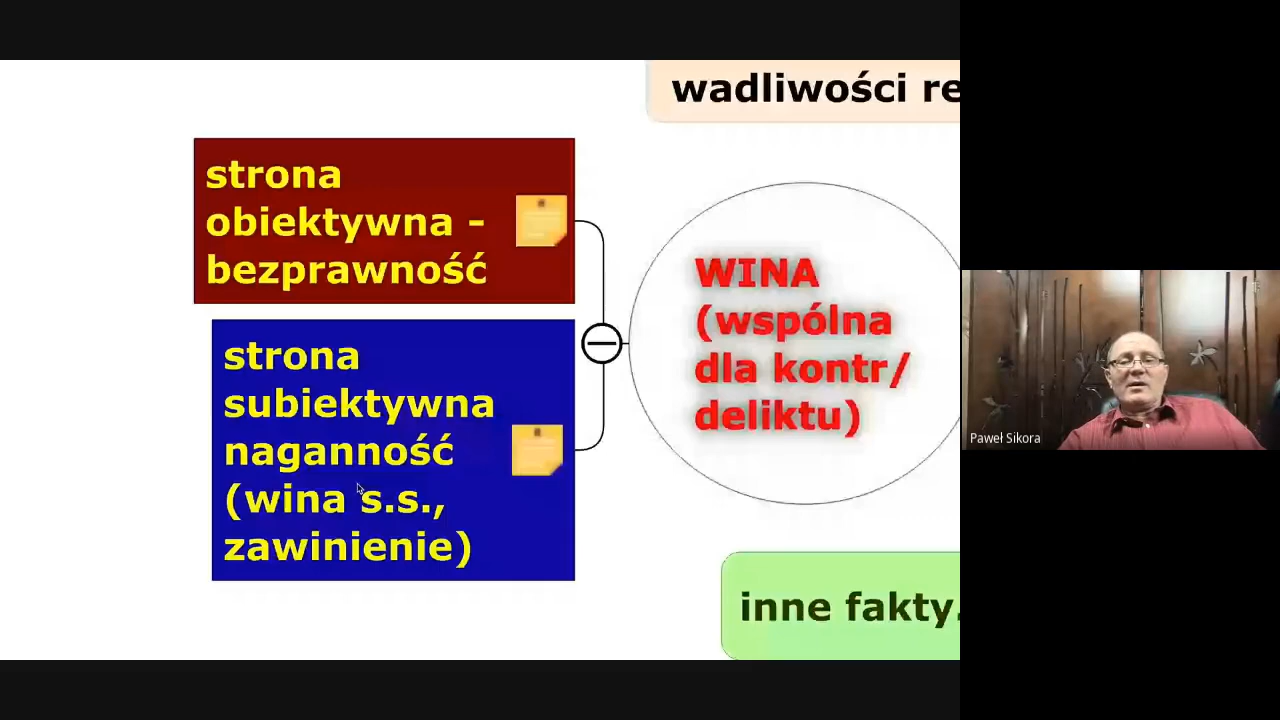 wadliwości re
strona
obiektywna -
bezprawność
WINA
(wspólna
dla kontr/
deliktu)
strona
subiektywna
naganność
(wina s.s.,
zawinienie)
inne fakty.
Paweł Sikora